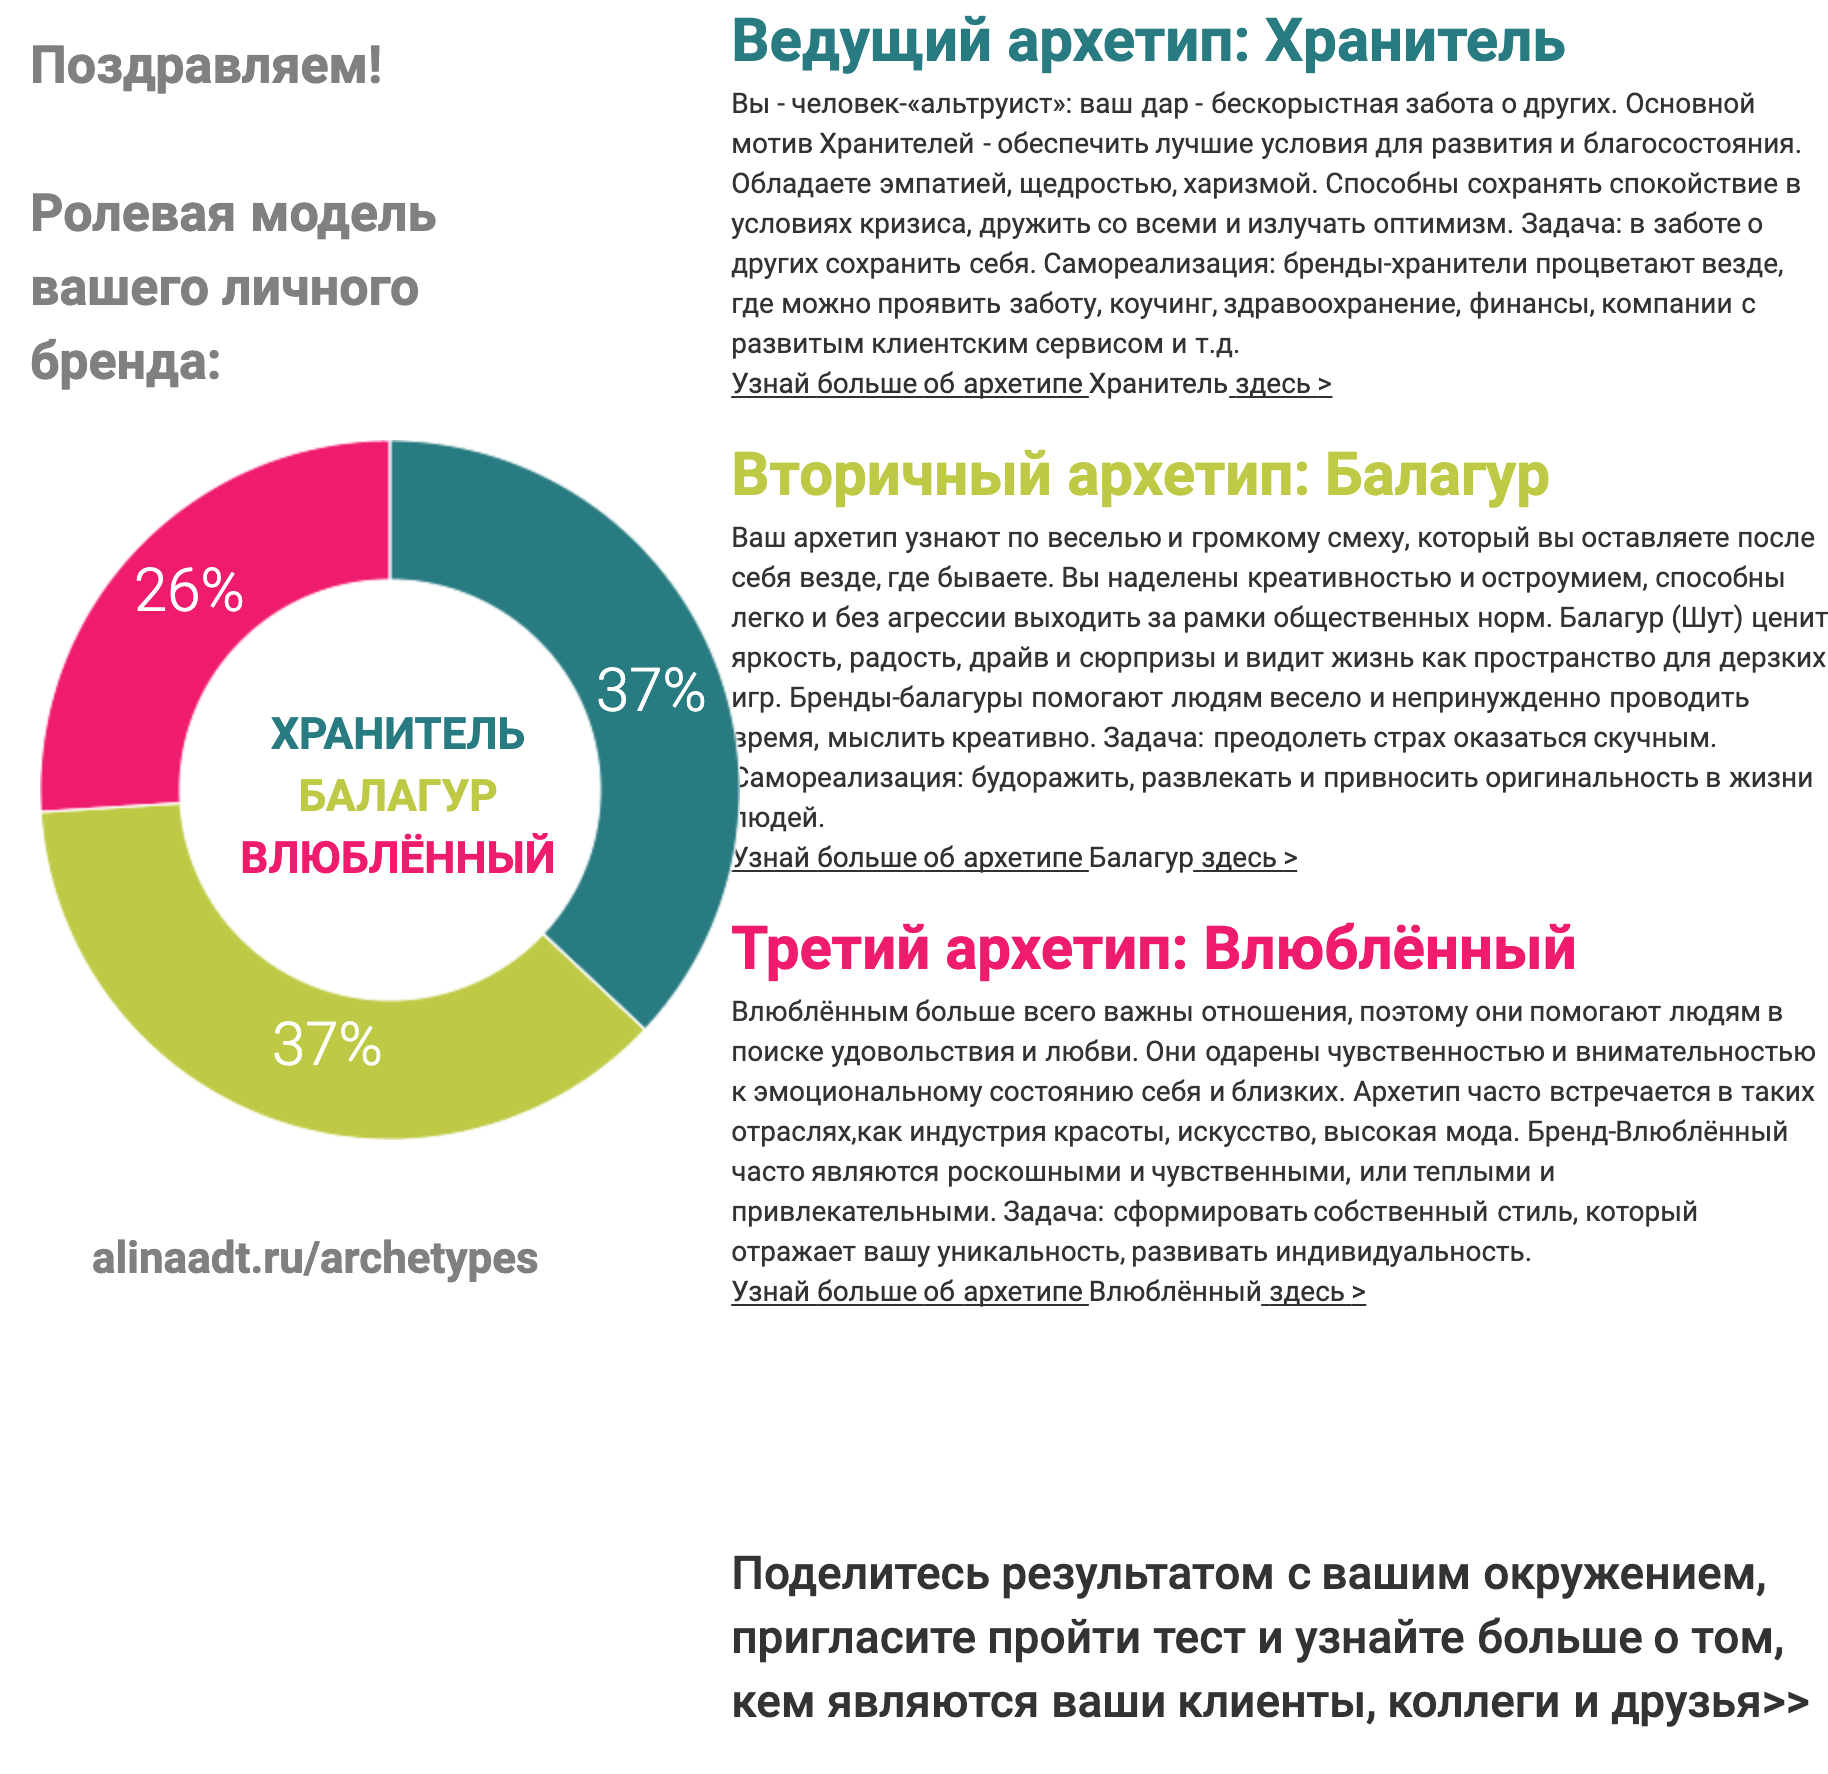 Поздравляем!
Ролевая модель
вашего личного
бренда:
26%
37%
ХРАНИТЕЛЬ
БАЛАГУР
ВЛЮБЛЁННЫЙ
37%
alinaadt.ru/archetypes
Ведущий архетип: Хранитель
Вы - человек-«альтруист»: ваш дар - бескорыстная забота о других. Основной
мотив Хранителей - обеспечить лучшие условия для развития и благосостояния.
Обладаете эмпатией, щедростью, харизмой. Способны сохранять спокойствие в
условиях кризиса, дружить со всеми и излучать оптимизм. Задача: в заботе о
других сохранить себя. Самореализация: бренды-хранители процветают везде,
где можно проявить заботу, коучинг, здравоохранение, финансы, компании с
развитым клиентским сервисом и т.д.
Узнай больше об архетипе Хранитель здесь >
Вторичный архетип: Балагур
Ваш архетип узнают по веселью и громкому смеху, который вы оставляете после
себя везде, где бываете. Вы наделены креативностью и остроумием, способны
легко и без агрессии выходить за рамки общественных норм. Балагур (Шут) ценит
яркость, радость, драйв и сюрпризы и видит жизнь как пространство для дерзких
игр. Бренды-балагуры помогают людям весело и непринужденно проводить
время, мыслить креативно. Задача: преодолеть страх оказаться скучным.
Самореализация: будоражить, развлекать и привносить оригинальность в жизни
людей.
Узнай больше об архетипе Балагур здесь >
Третий архетип: Влюблённый
Влюблённым больше всего важны отношения, поэтому они помогают людям в
поиске удовольствия и любви. Они одарены чувственностью и внимательностью
к эмоциональному состоянию себя и близких. Архетип часто встречается в таких
отраслях,как индустрия красоты, искусство, высокая мода. Бренд-Влюблённый
часто являются роскошными и чувственными, или теплыми и
привлекательными. Задача: сформировать собственный стиль, который
отражает вашу уникальность, развивать индивидуальность.
Узнай больше об архетипе Влюблённый здесь >
Поделитесь результатом с вашим окружением,
пригласите пройти тест и узнайте больше о том,
кем являются ваши клиенты, коллеги и друзья>>